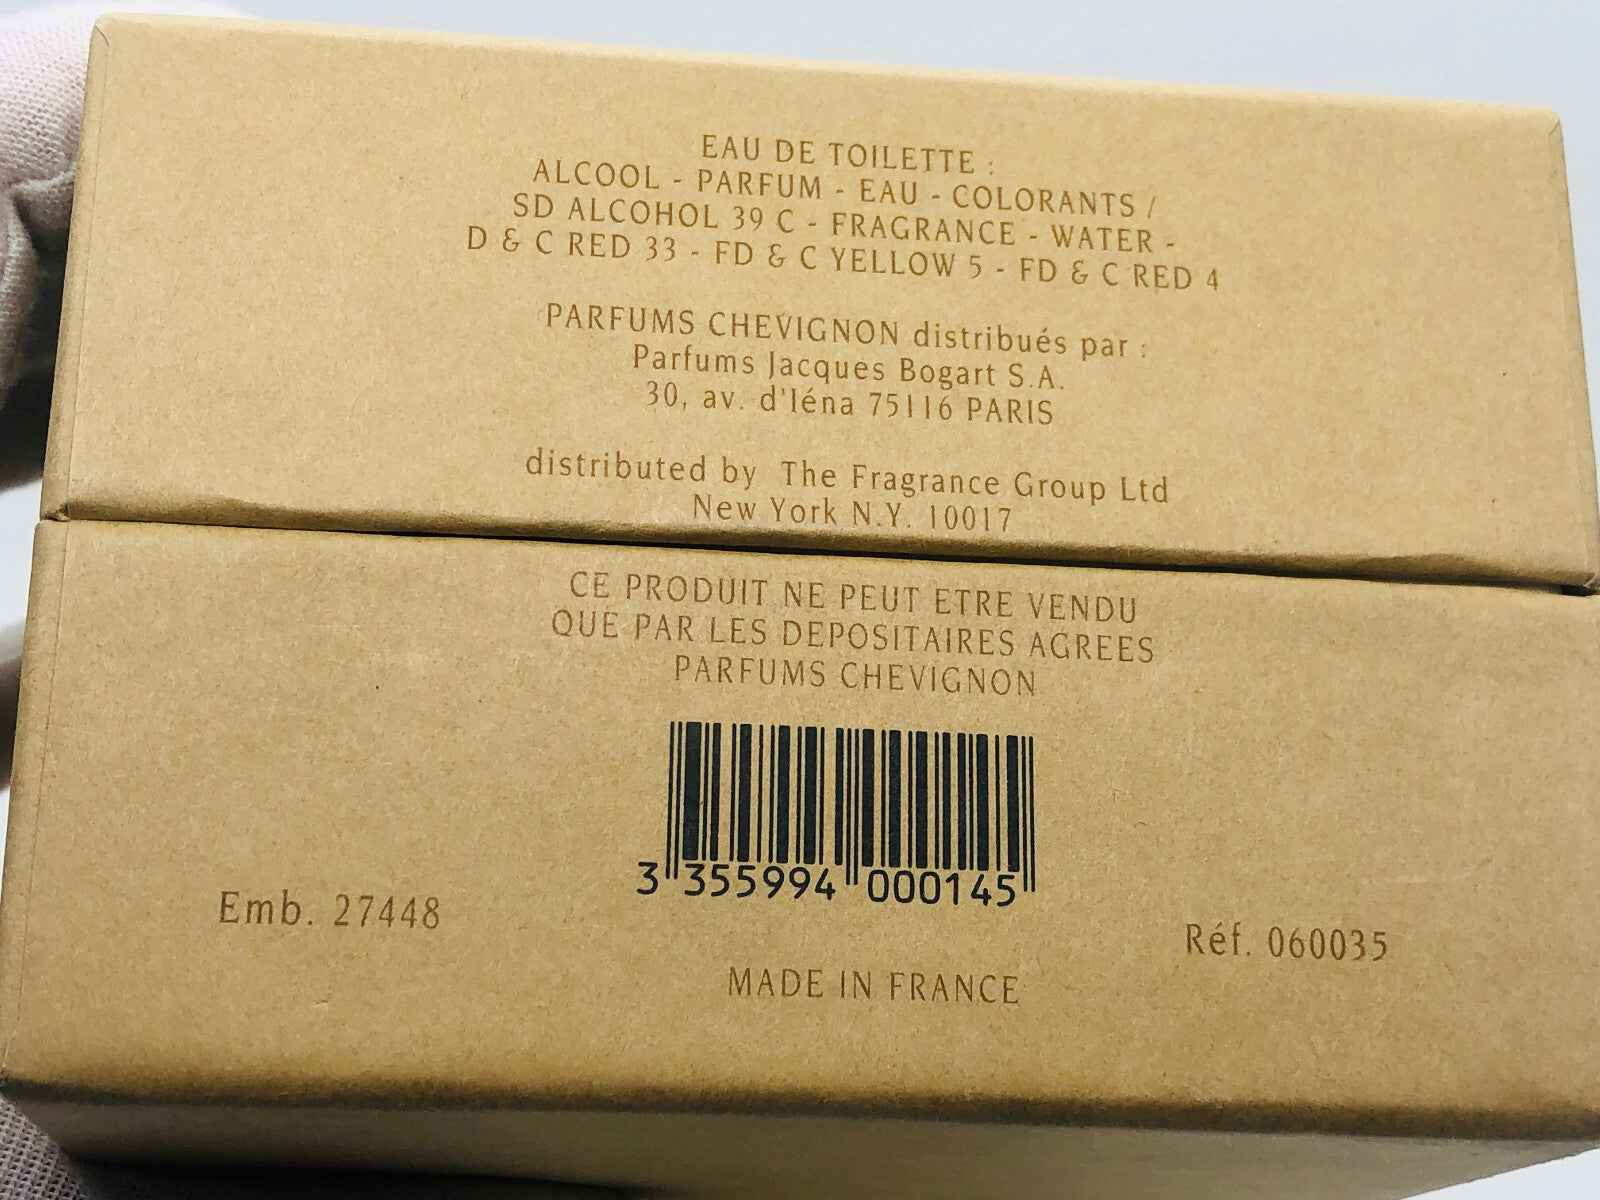 EAU DE TOILETTE :
ALCOOL - PARFUM - EAU - COLORANTS /
SD ALCOHOL 39 C - FRAGRANCE - WATER -
D & C RED 33 - FD & C YELLOW 5 - FD & C RED 4
PARFUMS CHEVIGNON distribués par :
Parfums Jacques Bogart S.A.
30, av. d'Iéna 75116 PARIS
distributed by The Fragrance Group Ltd
New York N.Y. 10017
CE PRODUIT NE PEUT ETRE VENDU
QUE PAR LES DEPOSITAIRES AGREES
PARFUMS CHEVIGNON
3 355994 000145
Emb. 27448
Réf. 060035
MADE IN FRANCE